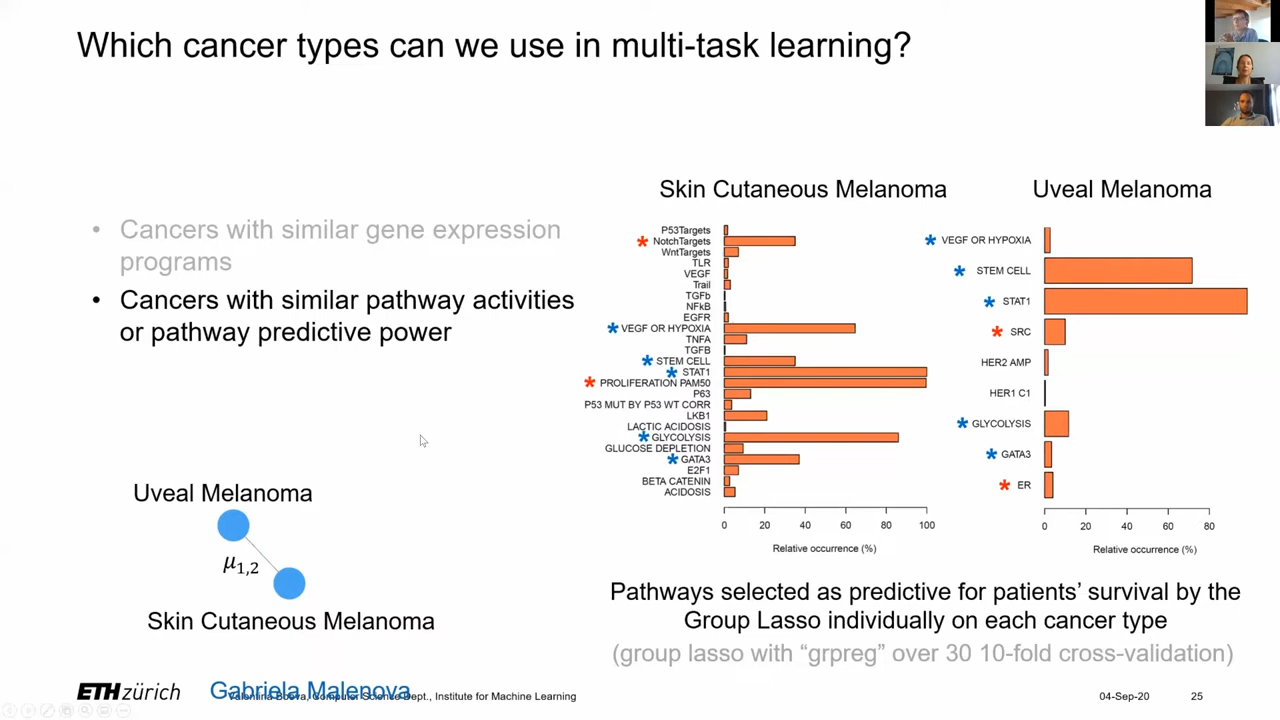 Which cancer types can we use in multi-task learning?
• Cancers with similar gene expression
programs
• Cancers with similar pathway activities
or pathway predictive power
Uveal Melanoma
μ1,2
Skin Cutaneous Melanoma
Skin Cutaneous Melanoma
P53Targets
* NotchTargets
WntTargets
TLR
VEGF
Trail
TGFb
NFkB
EGFR
* VEGF OR HYPOXIA
TNFA
TGFB
* STEM CELL
* STAT1
* PROLIFERATION PAM50
P63
P53 MUT BY P53 WT CORR
LKB1
LACTIC ACIDOSIS
* GLYCOLYSIS
GLUCOSE DEPLETION
* GATA3
E2F1
BETA CATENIN
ACIDOSIS
0 20 40 60 80 100
Relative occurrence (%)
Uveal Melanoma
* VEGF OR HYPOXIA
* STEM CELL
* STAT1
* SRC
HER2 AMP
HER1 C1
* GLYCOLYSIS
* GATA3
* ER
0 20 40 60 80
Relative occurrence (%)
Pathways selected as predictive for patients' survival by the
Group Lasso individually on each cancer type
(group lasso with "grpreg" over 30 10-fold cross-validation)
ETH zürich
Gabriela Malenova
Valentina Boeva, Computer Science Dept., Institute for Machine Learning
04-Sep-20
25